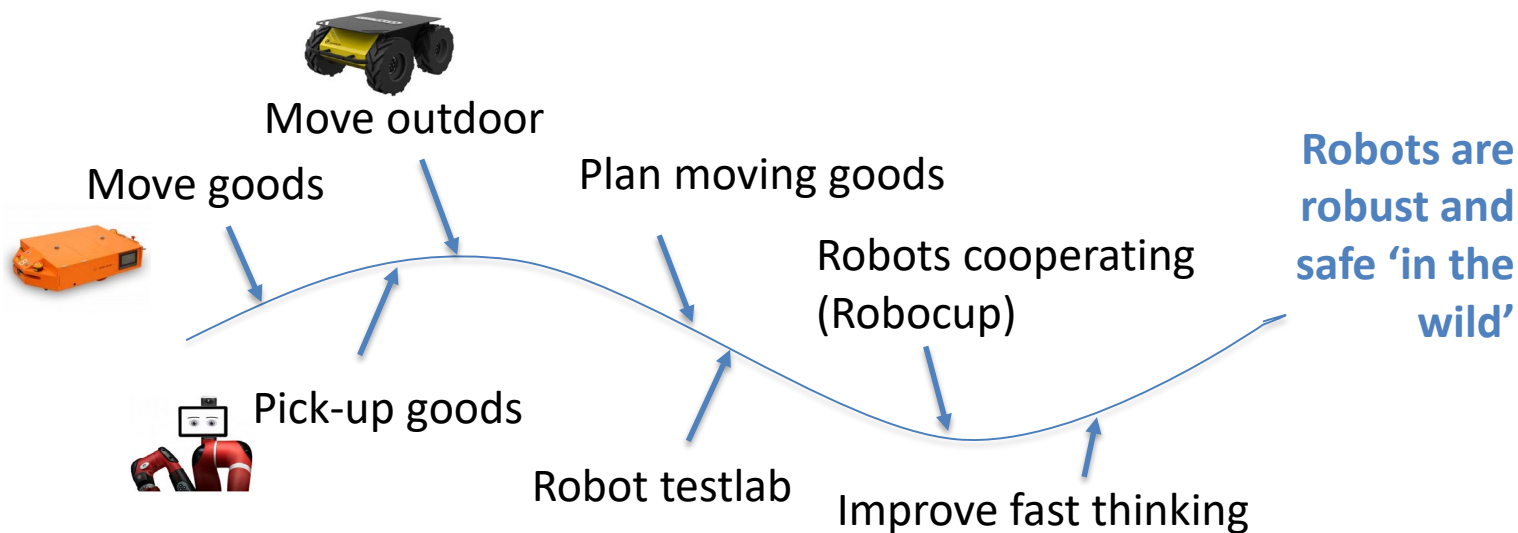 Move outdoor
Move goods
Plan moving goods
Robots are
robust and
safe ‘in the
wild’
Robots cooperating
(Robocup)
Pick-up goods
Robot testlab
Improve fast thinking